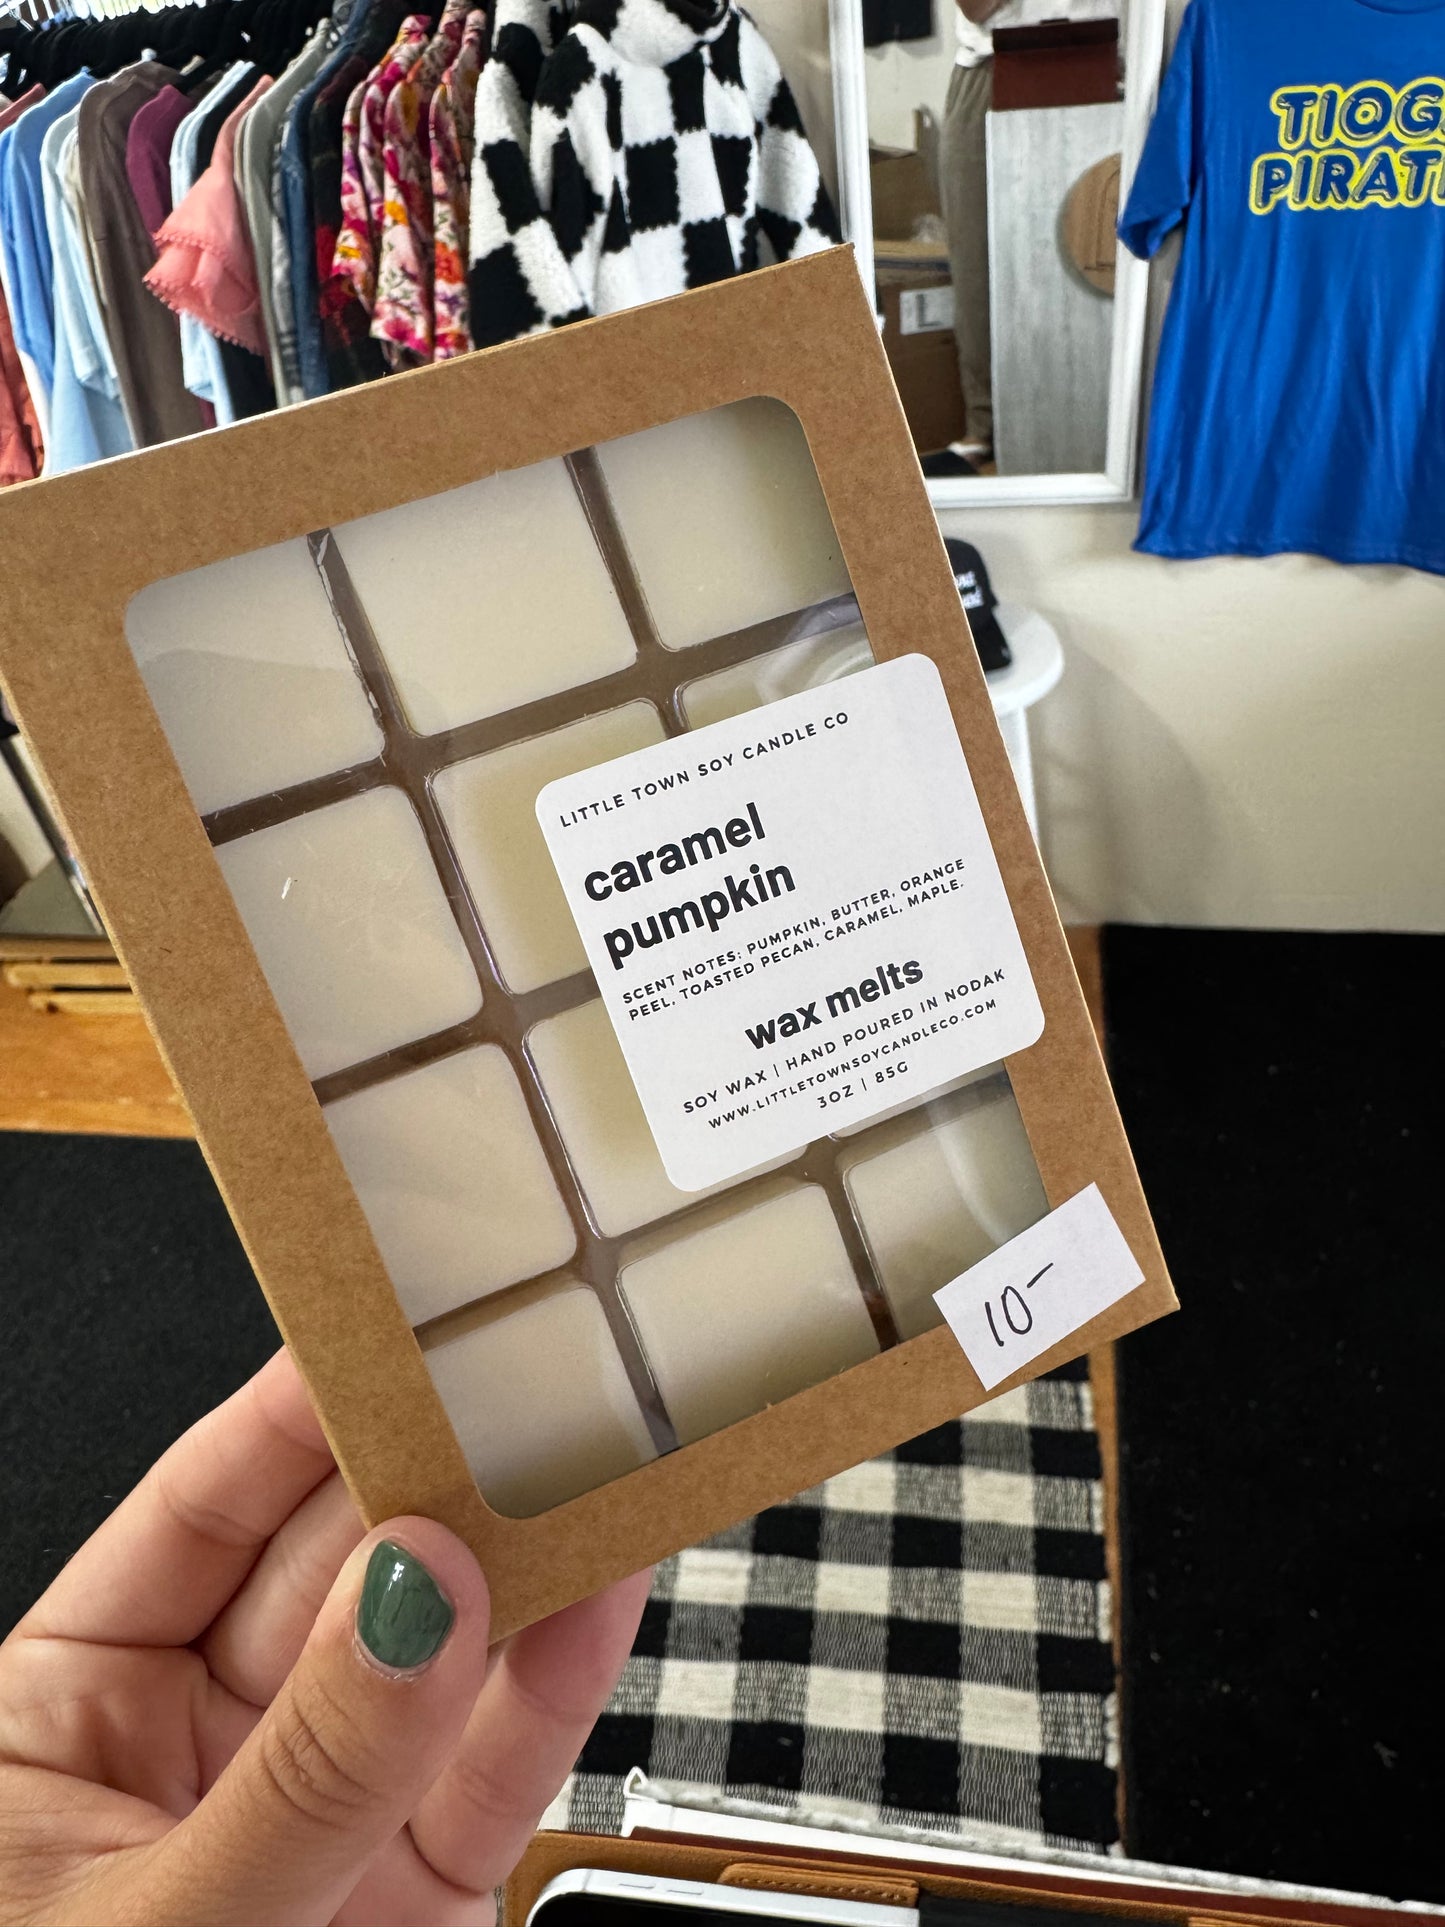 TIOG
PIRAT
LITTLE TOWN SOY CANDLE CO
caramel
pumpkin
SCENT NOTES: PUMPKIN, BUTTER, ORANGE
PEEL, TOASTED PECAN, CARAMEL, MAPLE.
wax melts
SOY WAX | HAND POURED IN NODAK
WWW.LITTLETOWNSOYCANDLECO.COM
3OZ | 85G
10-